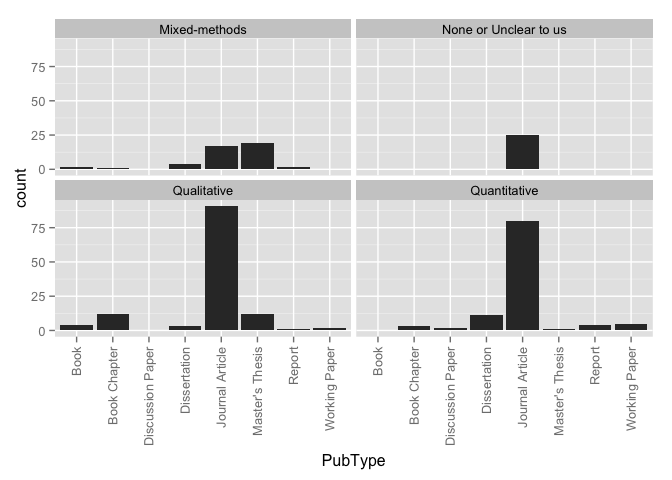 Mixed-methods
None or Unclear to us
75
50
25
0
count
Qualitative
Quantitative
75
50
25
0
Book
Book Chapter
Discussion Paper
Dissertation
Journal Article
Master's Thesis
Report
Working Paper
Book
Book Chapter
Discussion Paper
Dissertation
Journal Article
Master's Thesis
Report
Working Paper
PubType